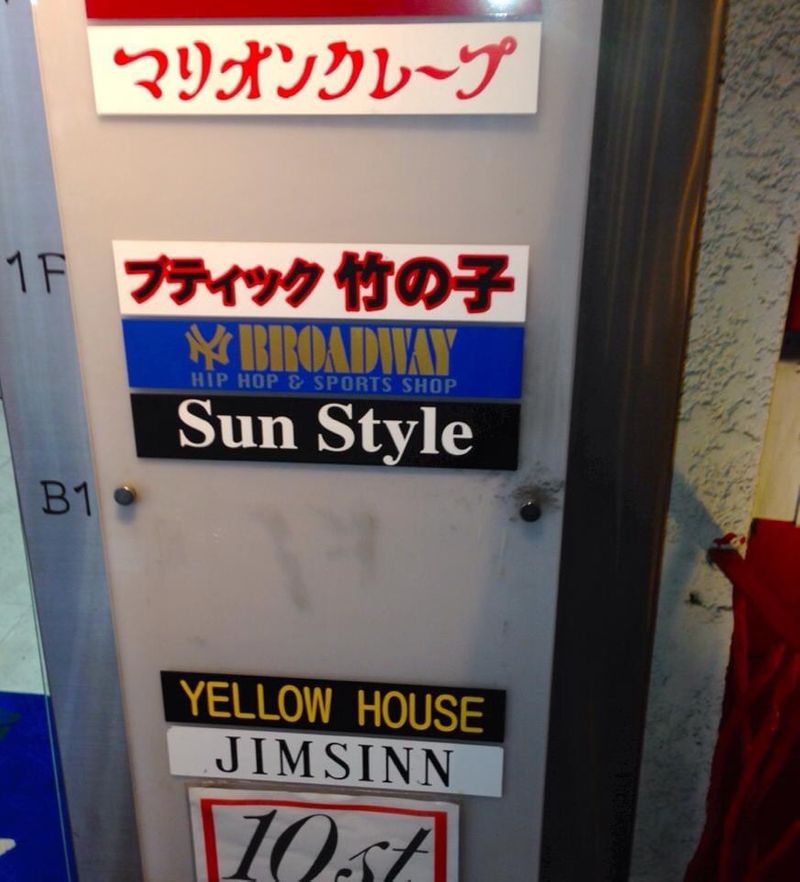 マリオンクレープ
1F
ブティック 竹の子
NY BROADWAY
HIP HOP & SPORTS SHOP
Sun Style
B1
YELLOW HOUSE
JIMSINN
10st